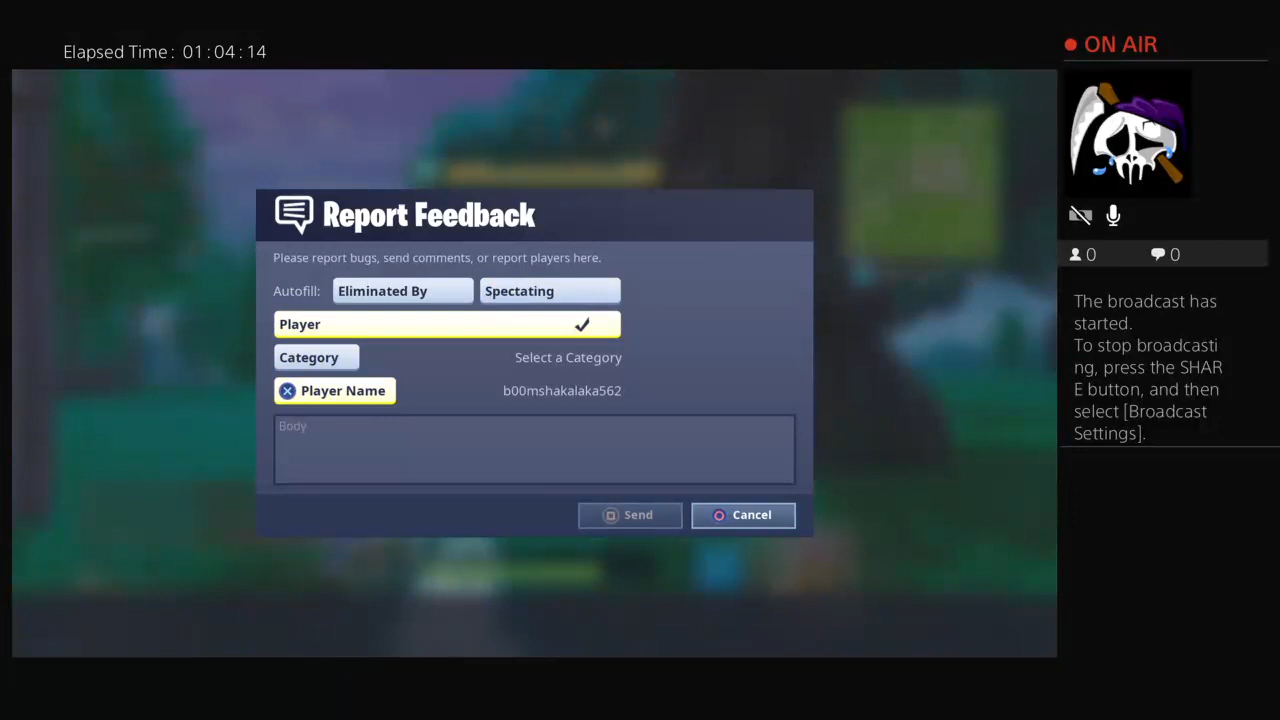 Elapsed Time: 01:04:14
ON AIR
Report Feedback
Please report bugs, send comments, or report players here.
Autofill: Eliminated By Spectating
Player
Category Select a Category
Player Name b00mshakalaka562
Body
Send Cancel
0 0
The broadcast has
started.
To stop broadcasti
ng, press the SHAR
E button, and then
select [Broadcast
Settings].